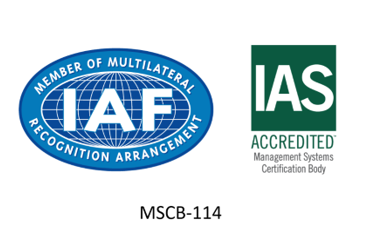 MEMBER OF MULTILATERAL
IAF
RECOGNITION ARRANGEMENT
IAS
ACCREDITED
Management Systems
Certification Body
MSCB-114